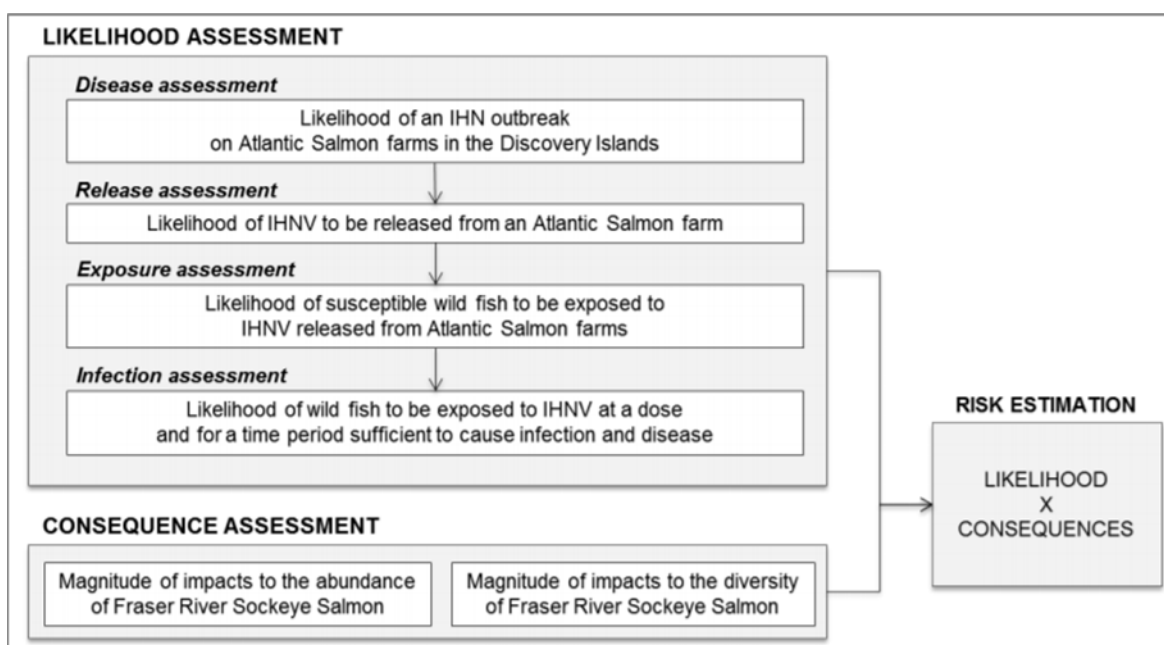 LIKELIHOOD ASSESSMENT
Disease assessment
Likelihood of an IHN outbreak
on Atlantic Salmon farms in the Discovery Islands
Release assessment
Likelihood of IHNV to be released from an Atlantic Salmon farm
Exposure assessment
Likelihood of susceptible wild fish to be exposed to
IHNV released from Atlantic Salmon farms
Infection assessment
Likelihood of wild fish to be exposed to IHNV at a dose
and for a time period sufficient to cause infection and disease
CONSEQUENCE ASSESSMENT
Magnitude of impacts to the abundance
of Fraser River Sockeye Salmon
Magnitude of impacts to the diversity
of Fraser River Sockeye Salmon
RISK ESTIMATION
LIKELIHOOD
X
CONSEQUENCES